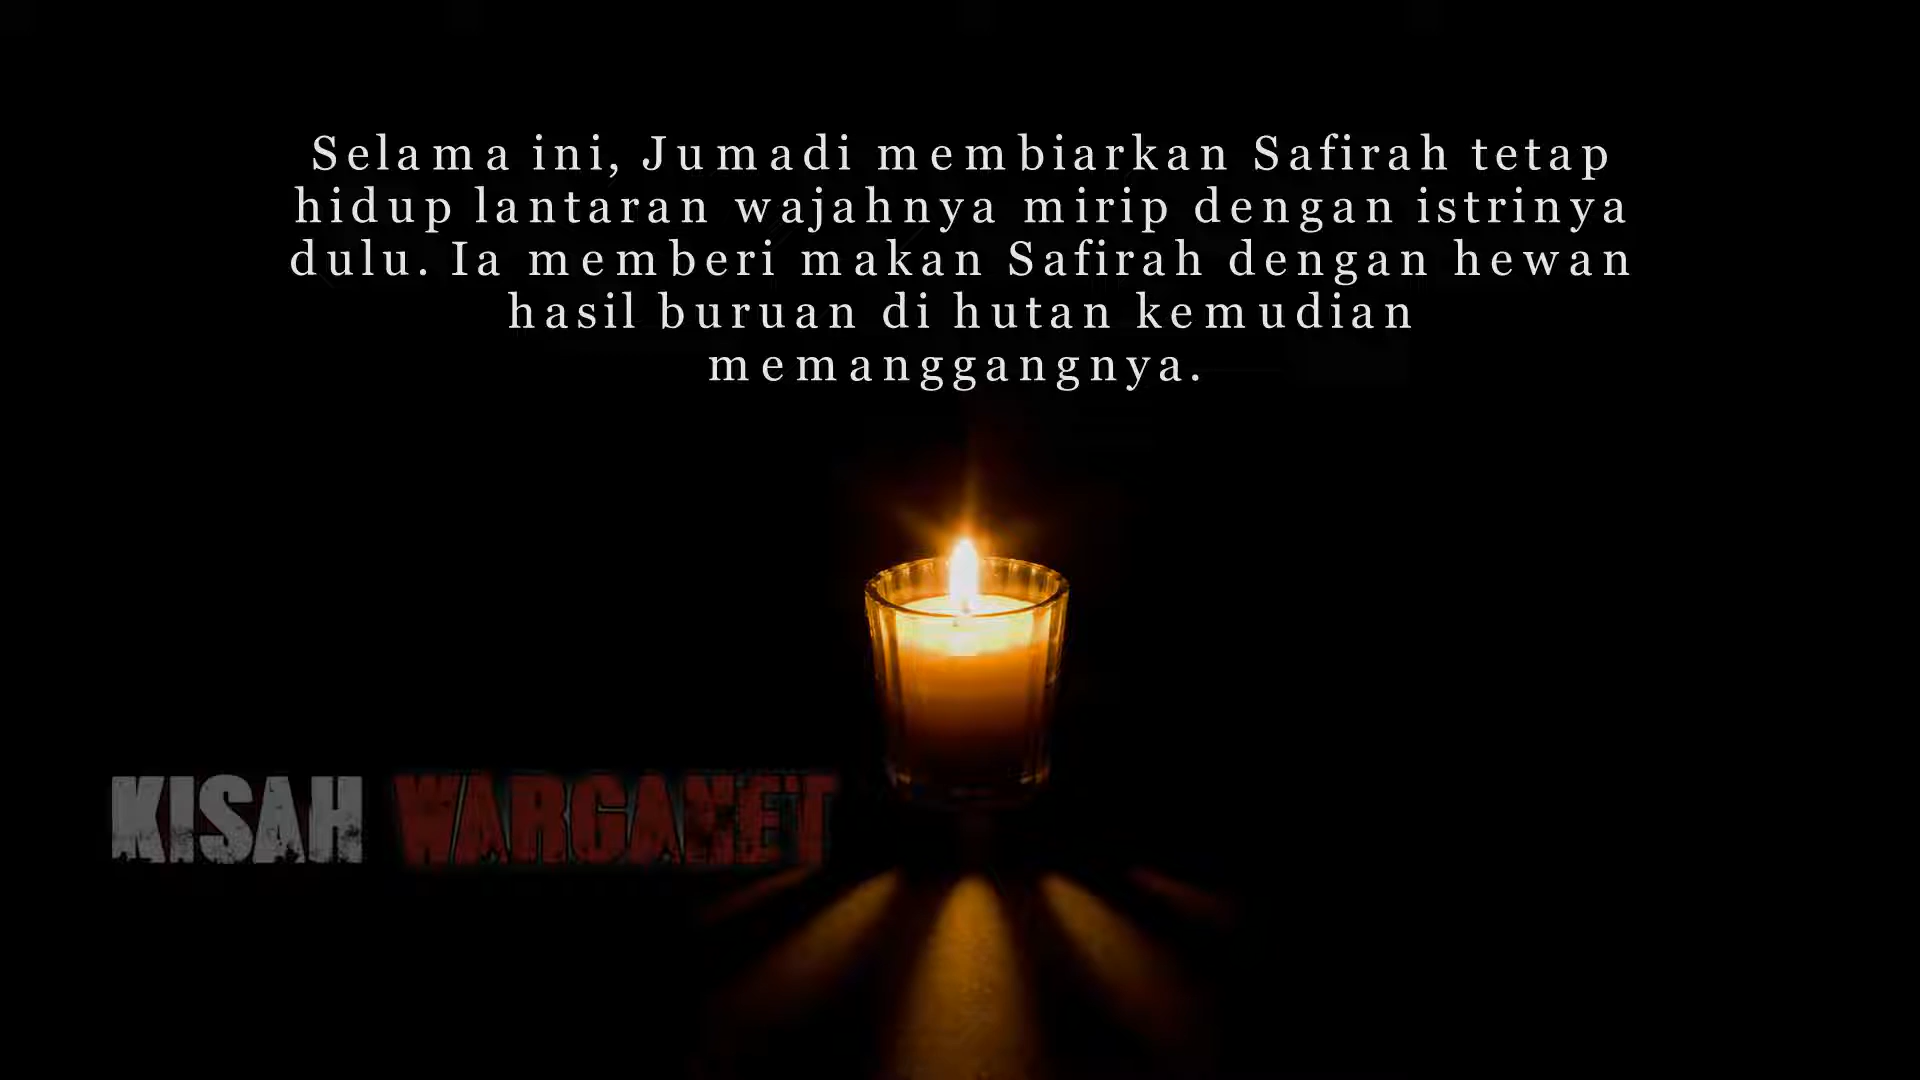 Selama ini, Jumadi membiarkan Safirah tetap
hidup lantaran wajahnya mirip dengan istrinya
dulu. Ia memberi makan Safirah dengan hewan
hasil buruan di hutan kemudian
memanggangnya.
KISAH WARGANET